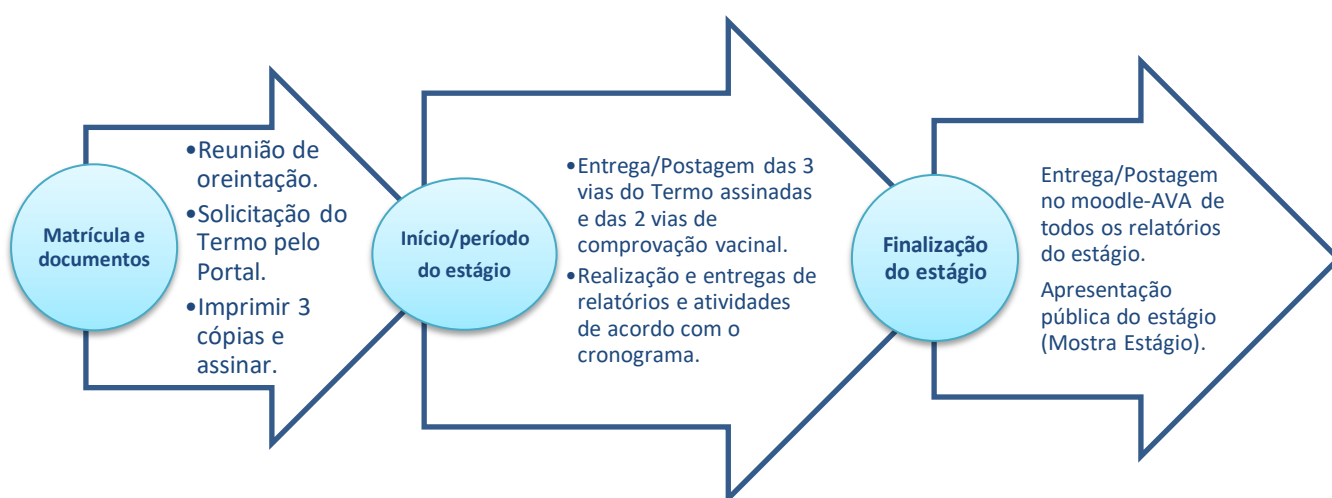 Matrícula e
documentos
•Reunião de
oreintação.
•Solicitação do
Termo pelo
Portal.
•Imprimir 3
cópias e
assinar.
Início/período
do estágio
•Entrega/Postagem das 3
vias do Termo assinadas
e das 2 vias de
comprovação vacinal.
•Realização e entregas de
relatórios e atividades
de acordo com o
cronograma.
Finalização
do estágio
Entrega/Postagem
no moodle-AVA de
todos os relatórios
do estágio.
Apresentação
pública do estágio
(Mostra Estágio).